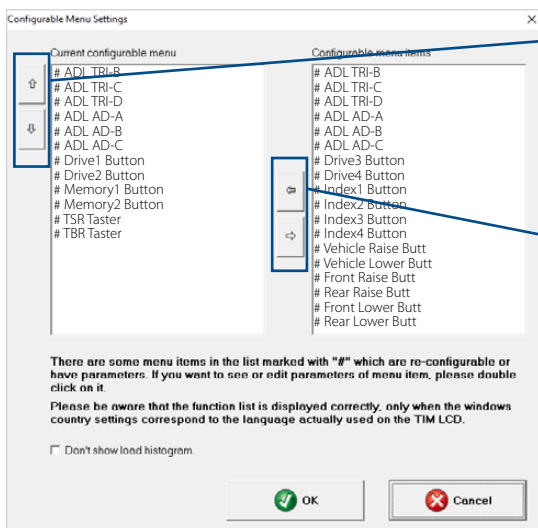 Configurable Menu Settings
Current configurable menu
# ADL TRI-B
# ADL TRI-C
# ADL TRI-D
# ADL AD-A
# ADL AD-B
# ADL AD-C
# Drive1 Button
# Drive2 Button
# Memory1 Button
# Memory2 Button
# TSR Taster
# TBR Taster
Configurable menu items
# ADL TRI-B
# ADL TRI-C
# ADL TRI-D
# ADL AD-A
# ADL AD-B
# ADL AD-C
# Drive3 Button
# Drive4 Button
# Index1 Button
# Index2 Button
# Index3 Button
# Index4 Button
# Vehicle Raise Butt
# Vehicle Lower Butt
# Front Raise Butt
# Rear Raise Butt
# Front Lower Butt
# Rear Lower Butt
There are some menu items in the list marked with "#" which are re-configurable or
have parameters. If you want to see or edit parameters of menu item, please double
click on it.
Please be aware that the function list is displayed correctly, only when the windows
country settings correspond to the language actually used on the TIM LCD.
Don't show load histogram.
OK
Cancel